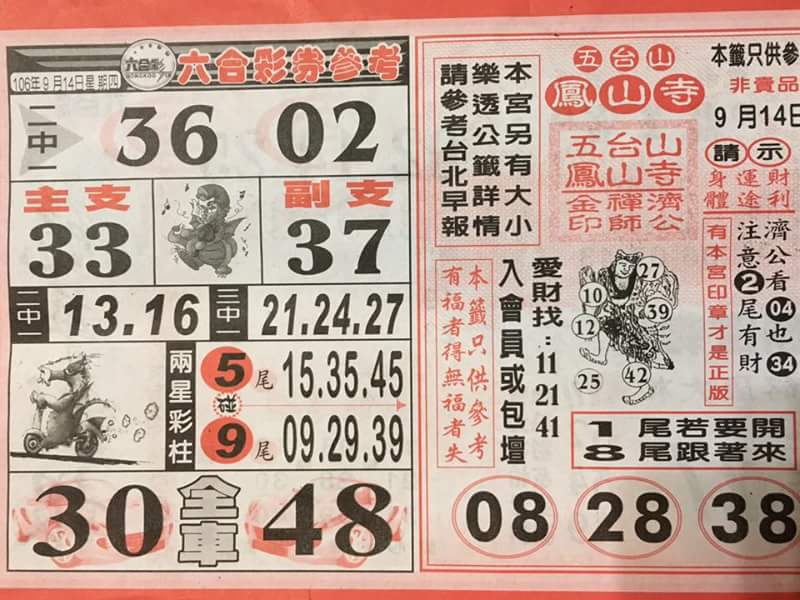 六合彩
106年9月14日星期四
六合彩券參考
二中一
36 02
主支
副支
33
37
二中一
13.16
三中一
21.24.27
兩星彩柱
5尾
15.35.45
9尾
09.29.39
30
全車
48
本宮另有大小
樂透公籤詳情
請參考台北早報
五台山
鳳山寺
本籤只供參
非賣品
9月14日
請示
財利
運途
身體
五台山
鳳山寺
金禪濟
印師公
濟公看04也34
注意2尾有財
有本宮印章才是正版
27
10
39
12
25
42
愛財找:11 21 41
入會員或包壇
本籤只供參考
有福者得無福者失
1尾若要開
8尾跟著來
08 28 38